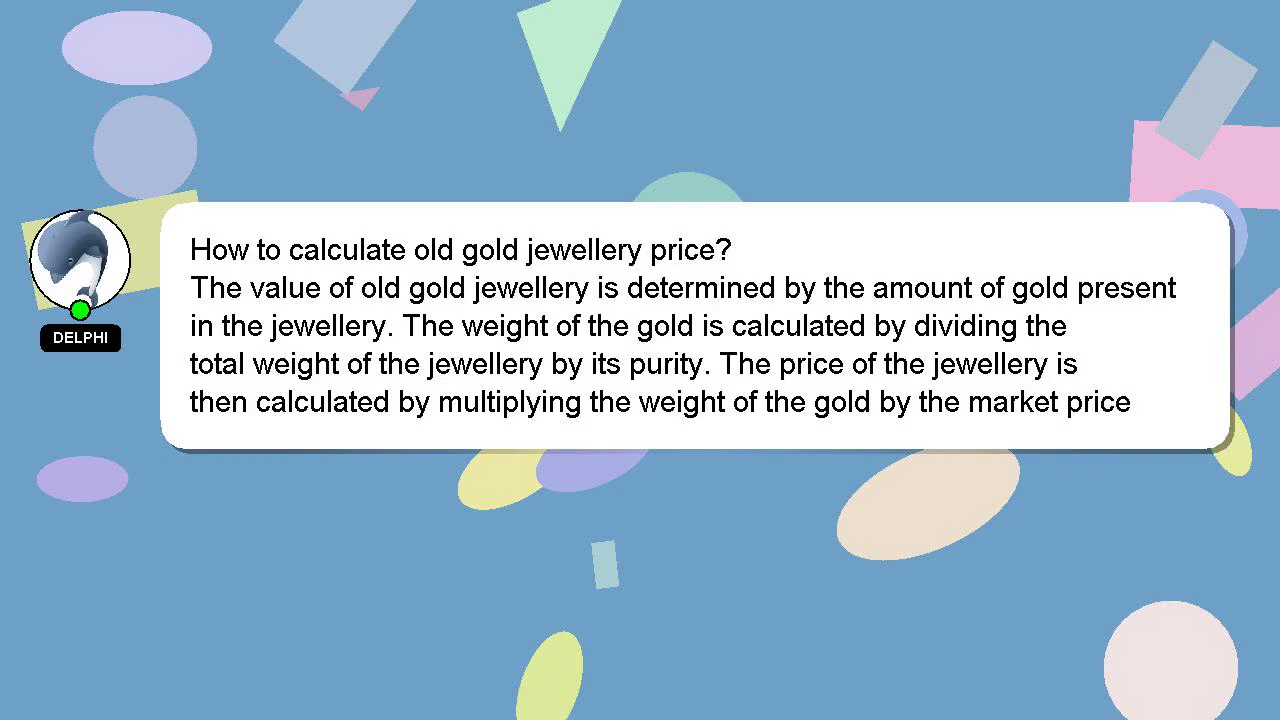 How to calculate old gold jewellery price?
The value of old gold jewellery is determined by the amount of gold present
in the jewellery. The weight of the gold is calculated by dividing the
total weight of the jewellery by its purity. The price of the jewellery is
then calculated by multiplying the weight of the gold by the market price
DELPHI